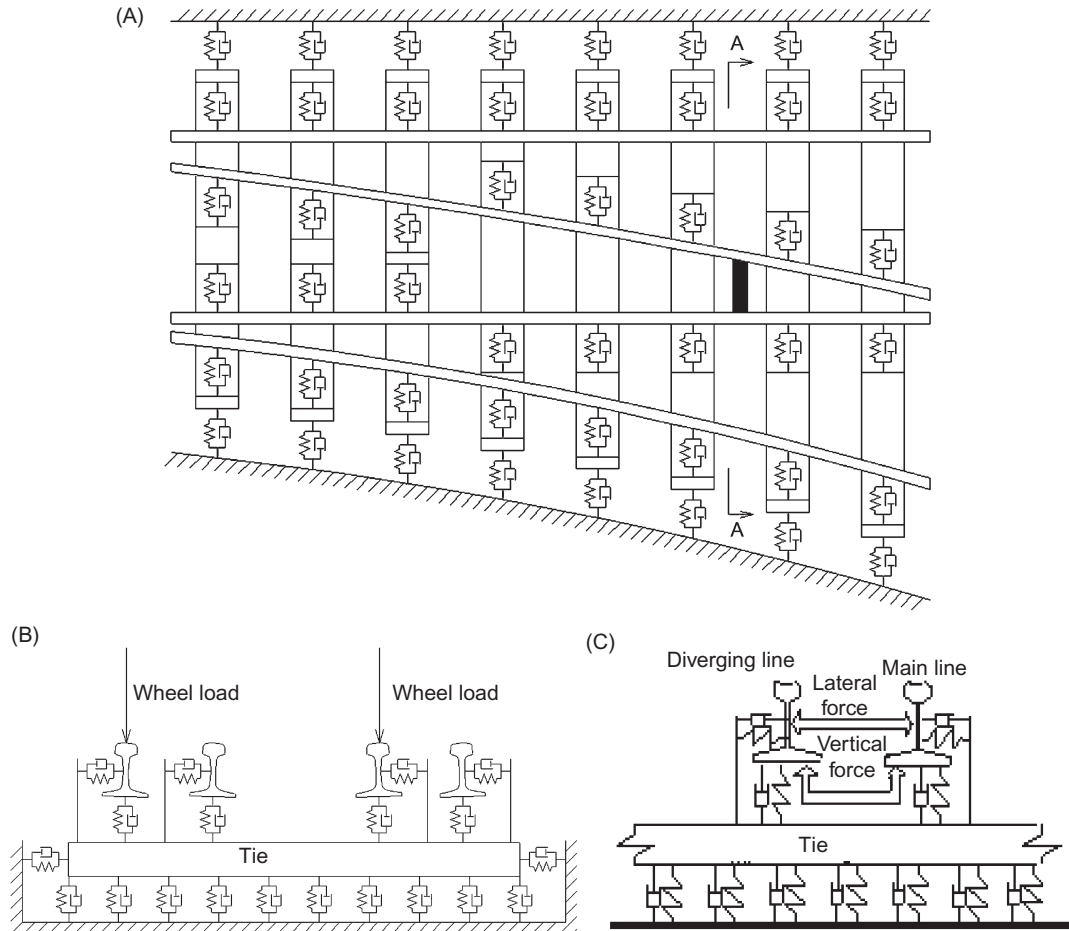 (A)
A
A
(B)
Wheel load
Wheel load
Tie
(C)
Diverging line
Main line
Lateral
force
Vertical
force
Tie